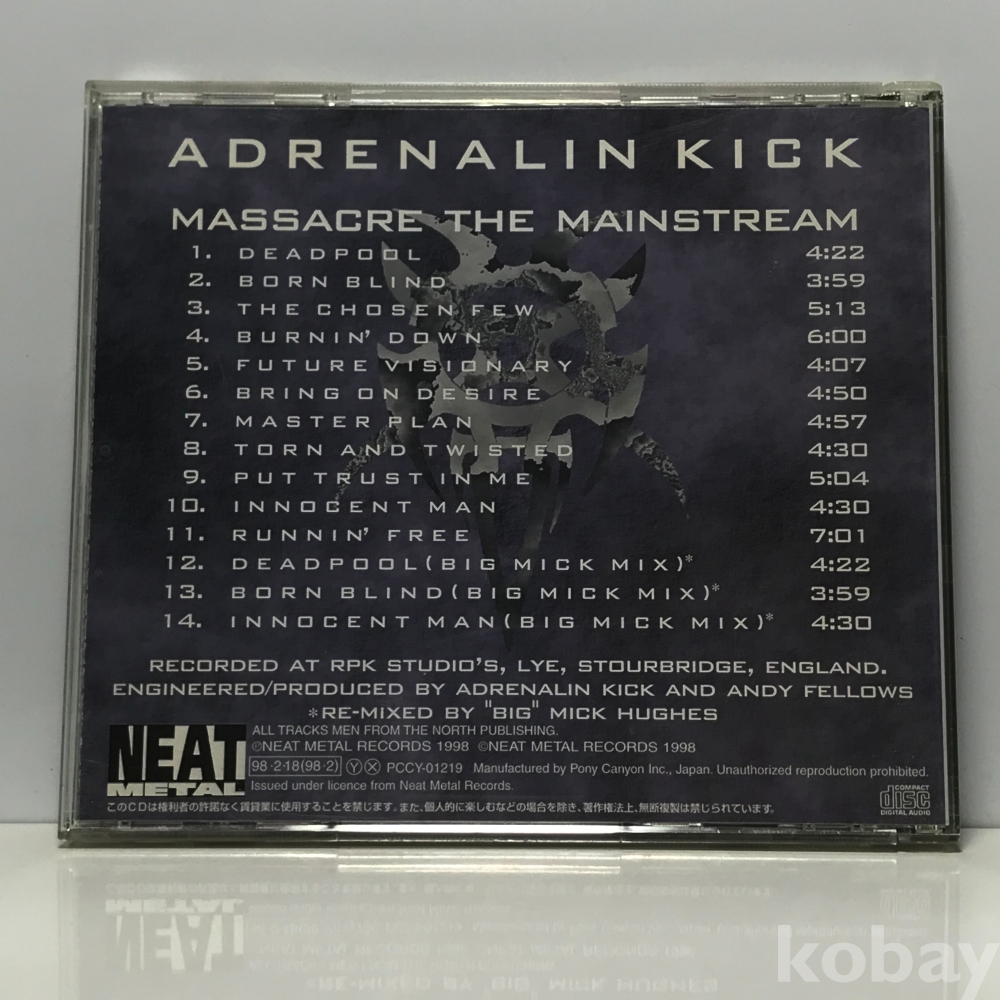 ADRENALIN KICK
MASSACRE THE MAINSTREAM
1. DEADPOOL 4:22
2. BORN BLIND 3:59
3. THE CHOSEN FEW 5:13
4. BURNIN' DOWN 6:00
5. FUTURE VISIONARY 4:07
6. BRING ON DESIRE 4:50
7. MASTER PLAN 4:57
8. TORN AND TWISTED 4:30
9. PUT TRUST IN ME 5:04
10. INNOCENT MAN 4:30
11. RUNNIN' FREE 7:01
12. DEADPOOL(BIG MICK MIX)* 4:22
13. BORN BLIND(BIG MICK MIX)* 3:59
14. INNOCENT MAN(BIG MICK MIX)* 4:30
RECORDED AT RPK STUDIO'S, LYE, STOURBRIDGE, ENGLAND.
ENGINEERED/PRODUCED BY ADRENALIN KICK AND ANDY FELLOWS
*RE-MIXED BY "BIG" MICK HUGHES
NEAT METAL
ALL TRACKS MEN FROM THE NORTH PUBLISHING.
℗NEAT METAL RECORDS 1998 ©NEAT METAL RECORDS 1998
98·2·18(98·2) Ⓨ Ⓧ PCCY-01219 Manufactured by Pony Canyon Inc., Japan. Unauthorized reproduction prohibited.
Issued under licence from Neat Metal Records.
このCDは権利者の許諾なく賃貸業に使用することを禁じます。また、個人的に楽しむなどの場合を除き、著作権法上、無断複製は禁じられています。
COMPACT disc DIGITAL AUDIO
kobay